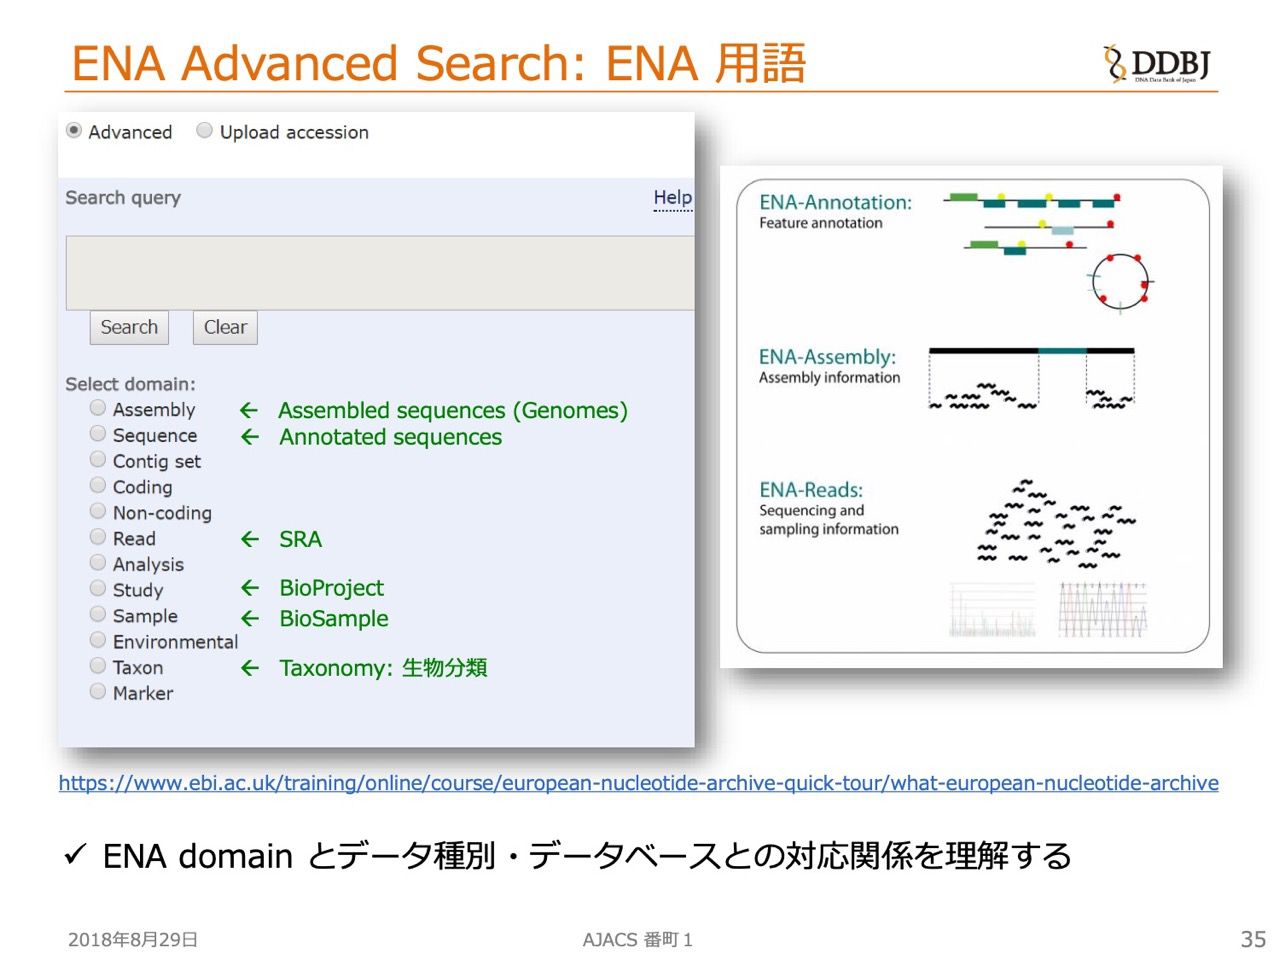 ENA Advanced Search: ENA 用語
DDBJ
DNA Data Bank of Japan
Advanced
Upload accession
Search query
Help
Search
Clear
Select domain:
Assembly ← Assembled sequences (Genomes)
Sequence ← Annotated sequences
Contig set
Coding
Non-coding
Read ← SRA
Analysis
Study ← BioProject
Sample ← BioSample
Environmental
Taxon ← Taxonomy: 生物分類
Marker
ENA-Annotation:
Feature annotation
ENA-Assembly:
Assembly information
ENA-Reads:
Sequencing and
sampling information
https://www.ebi.ac.uk/training/online/course/european-nucleotide-archive-quick-tour/what-european-nucleotide-archive
✓ ENA domain とデータ種別・データベースとの対応関係を理解する
2018年8月29日
AJACS 番町１
35